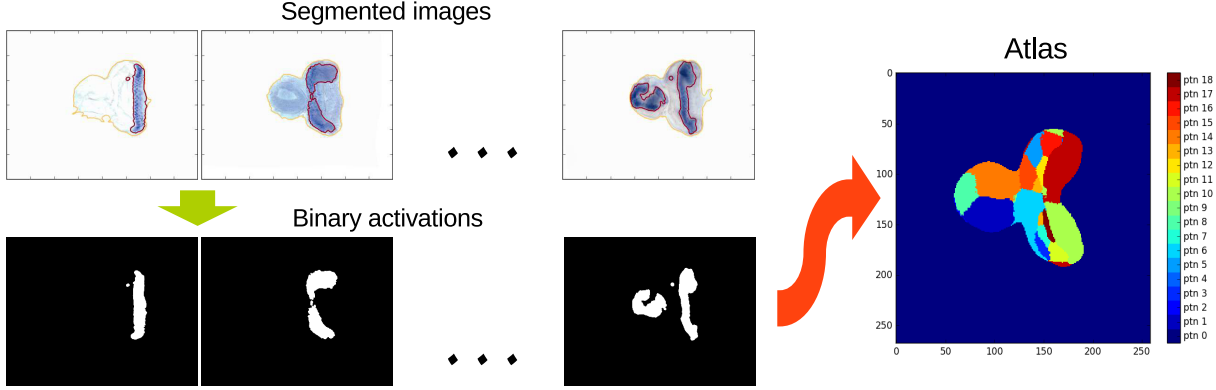 Segmented images
Binary activations
Atlas
0
50
100
150
200
250
0
50
100
150
200
250
ptn 18
ptn 17
ptn 16
ptn 15
ptn 14
ptn 13
ptn 12
ptn 11
ptn 10
ptn 9
ptn 8
ptn 7
ptn 6
ptn 5
ptn 4
ptn 3
ptn 2
ptn 1
ptn 0